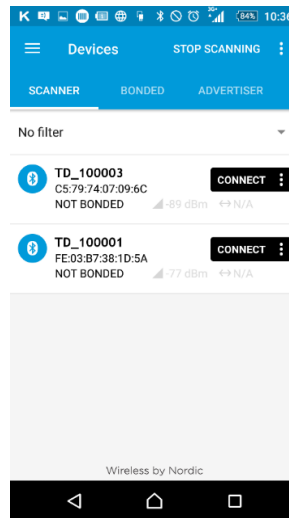 K 3G+ 84% 10:36
Devices STOP SCANNING
SCANNER BONDED ADVERTISER
No filter
TD_100003
C5:79:74:07:09:6C CONNECT
NOT BONDED -89 dBm N/A
TD_100001
FE:03:B7:38:1D:5A CONNECT
NOT BONDED -77 dBm N/A
Wireless by Nordic